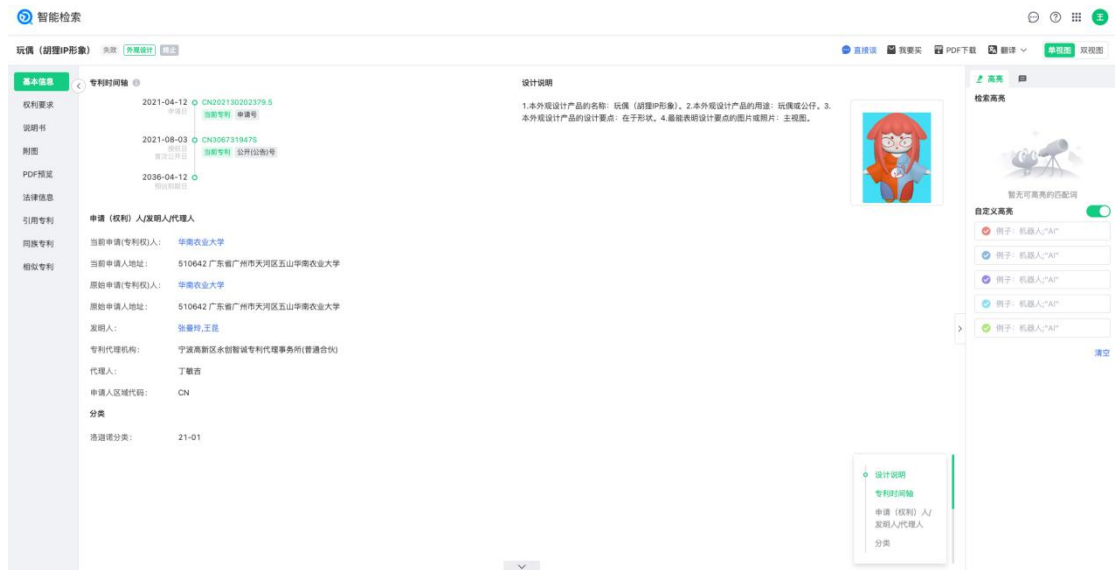 智能检索
王
玩偶（胡狸IP形象） 失效 外观设计 终止
直接谈 我要买 PDF下载 翻译 单视图 双视图
基本信息
权利要求
说明书
附图
PDF预览
法律信息
引用专利
同族专利
相似专利
专利时间轴
2021-04-12 CN202130202379.5
申请日 当前专利 申请号
2021-08-03 CN306731947S
授权日 当前专利 公开(公告)号
首次公开日
2036-04-12
预估到期日
申请（权利）人/发明人/代理人
当前申请(专利权)人： 华南农业大学
当前申请人地址： 510642 广东省广州市天河区五山华南农业大学
原始申请(专利权)人： 华南农业大学
原始申请人地址： 510642 广东省广州市天河区五山华南农业大学
发明人： 张曼玲,王昆
专利代理机构： 宁波高新区永创智诚专利代理事务所(普通合伙)
代理人： 丁敏吉
申请人区域代码： CN
分类
洛迦诺分类： 21-01
设计说明
1.本外观设计产品的名称：玩偶（胡狸IP形象）。2.本外观设计产品的用途：玩偶或公仔。3.
本外观设计产品的设计要点：在于形状。4.最能表明设计要点的图片或照片：主视图。
设计说明
专利时间轴
申请（权利）人/
发明人/代理人
分类
高亮
检索高亮
暂无可高亮的匹配词
自定义高亮
例子：机器人;"AI"
例子：机器人;"AI"
例子：机器人;"AI"
例子：机器人;"AI"
例子：机器人;"AI"
清空